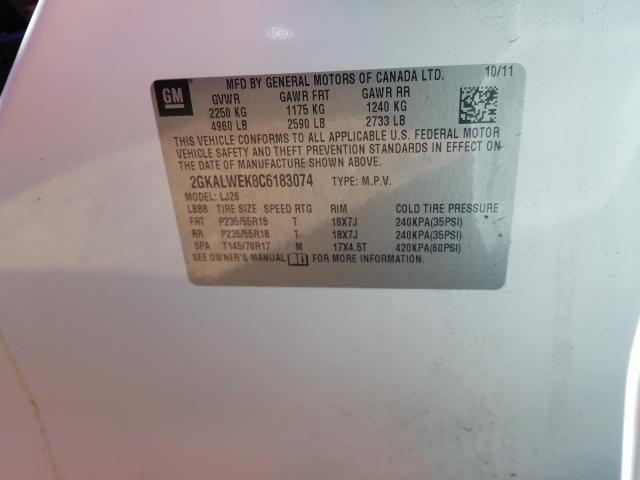 MFD BY GENERAL MOTORS OF CANADA LTD. 10/11
GM
GVWR GAWR FRT GAWR RR
2250 KG 1175 KG 1240 KG
4960 LB 2590 LB 2733 LB
THIS VEHICLE CONFORMS TO ALL APPLICABLE U.S. FEDERAL MOTOR
VEHICLE SAFETY AND THEFT PREVENTION STANDARDS IN EFFECT ON
THE DATE OF MANUFACTURE SHOWN ABOVE.
2GKALWEK8C6183074 TYPE: M.P.V.
MODEL: LJ26
LBB8 TIRE SIZE SPEED RTG RIM COLD TIRE PRESSURE
FRT P235/55R18 T 18X7J 240KPA(35PSI)
RR P235/55R18 T 18X7J 240KPA(35PSI)
SPA T145/70R17 M 17X4.5T 420KPA(60PSI)
SEE OWNER'S MANUAL FOR MORE INFORMATION.